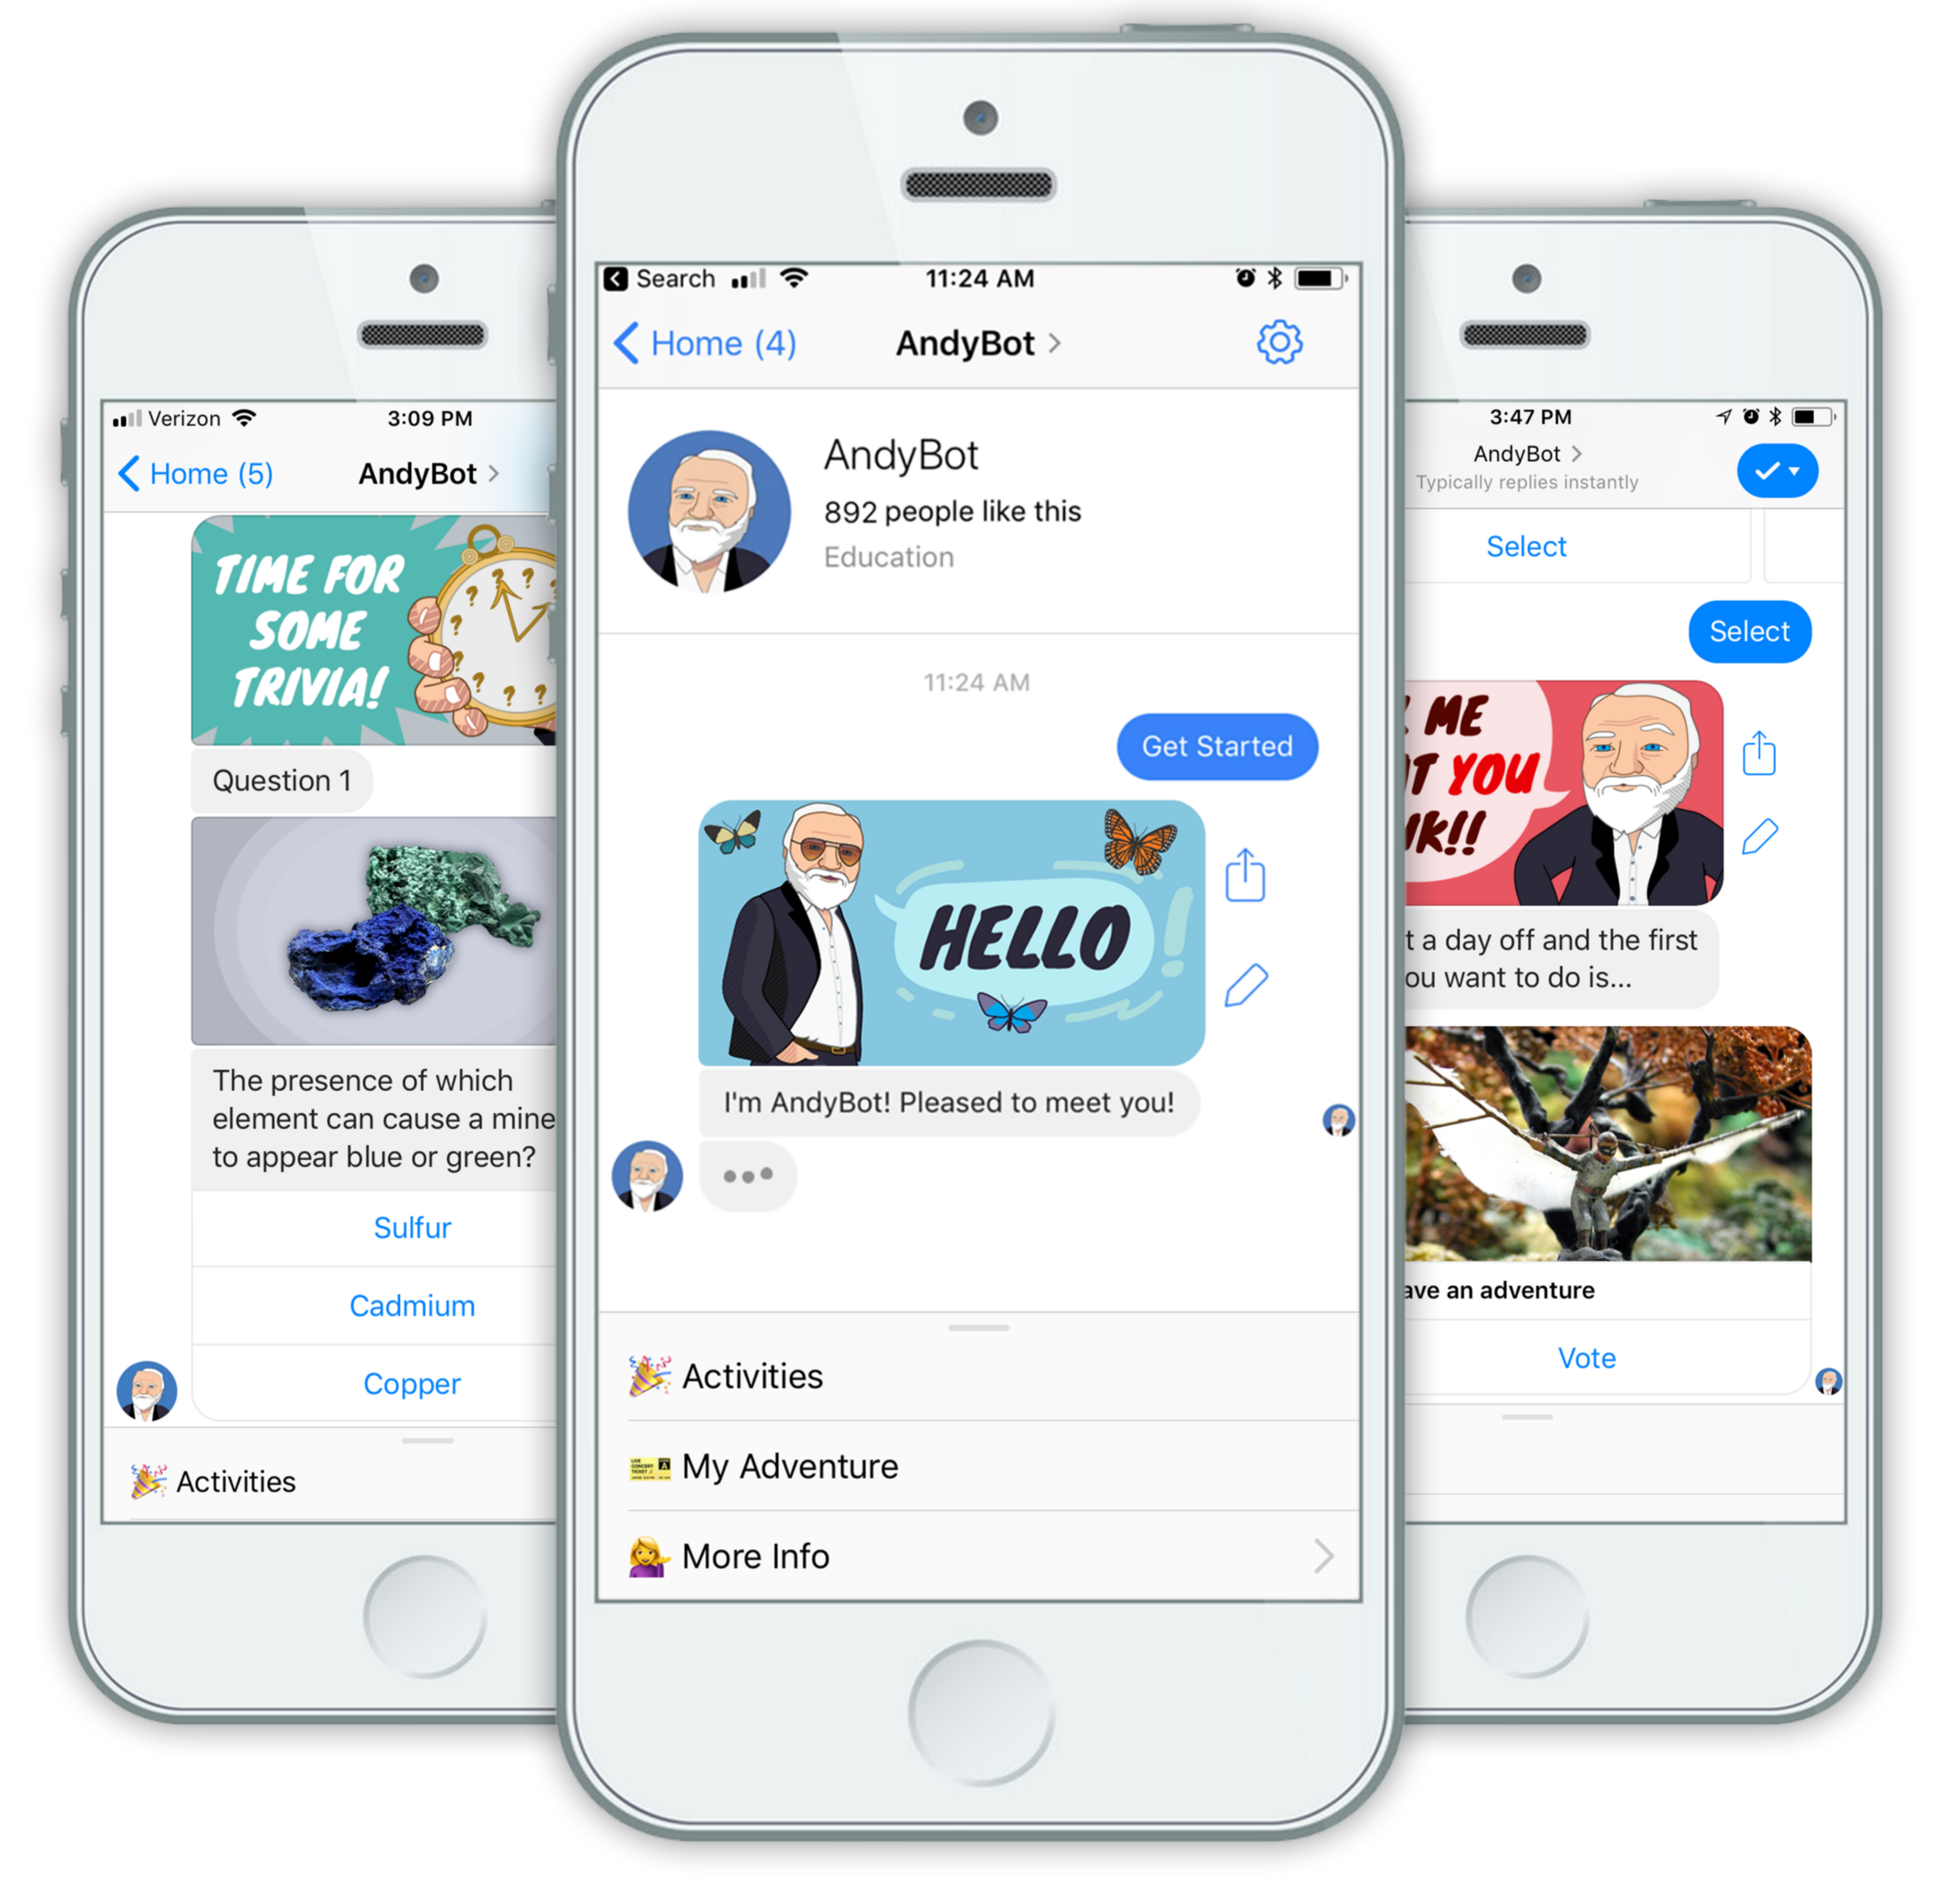 Verizon
3:09 PM
Home (5)
AndyBot
TIME FOR
SOME
TRIVIA!
Question 1
The presence of which
element can cause a mine
to appear blue or green?
Sulfur
Cadmium
Copper
Activities
Search
11:24 AM
Home (4)
AndyBot
AndyBot
892 people like this
Education
11:24 AM
Get Started
HELLO
I'm AndyBot! Pleased to meet you!
Activities
My Adventure
More Info
3:47 PM
AndyBot
Typically replies instantly
Select
Select
ME
T YOU
K!!
t a day off and the first
ou want to do is...
ave an adventure
Vote